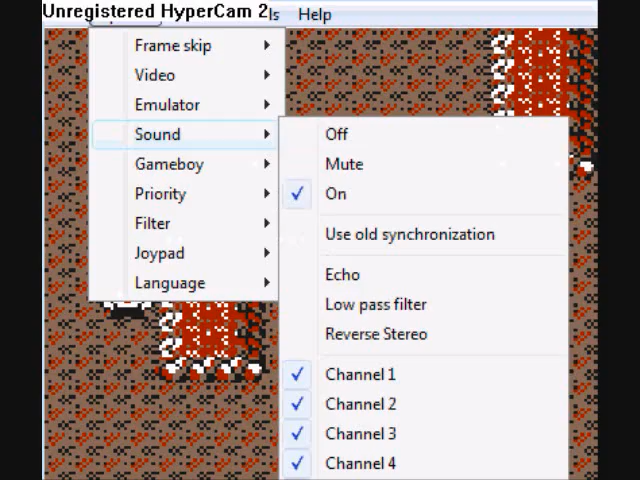 Unregistered HyperCam 2
ls Help
Frame skip
Video
Emulator
Sound
Gameboy
Priority
Filter
Joypad
Language
Off
Mute
On
Use old synchronization
Echo
Low pass filter
Reverse Stereo
Channel 1
Channel 2
Channel 3
Channel 4